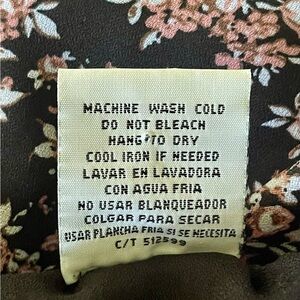 MACHINE WASH COLD
DO NOT BLEACH
HANG TO DRY
COOL IRON IF NEEDED
LAVAR EN LAVADORA
CON AGUA FRIA
NO USAR BLANQUEADOR
COLGAR PARA SECAR
USAR PLANCHA FRIA SI SE NECESITA
C/T 512599